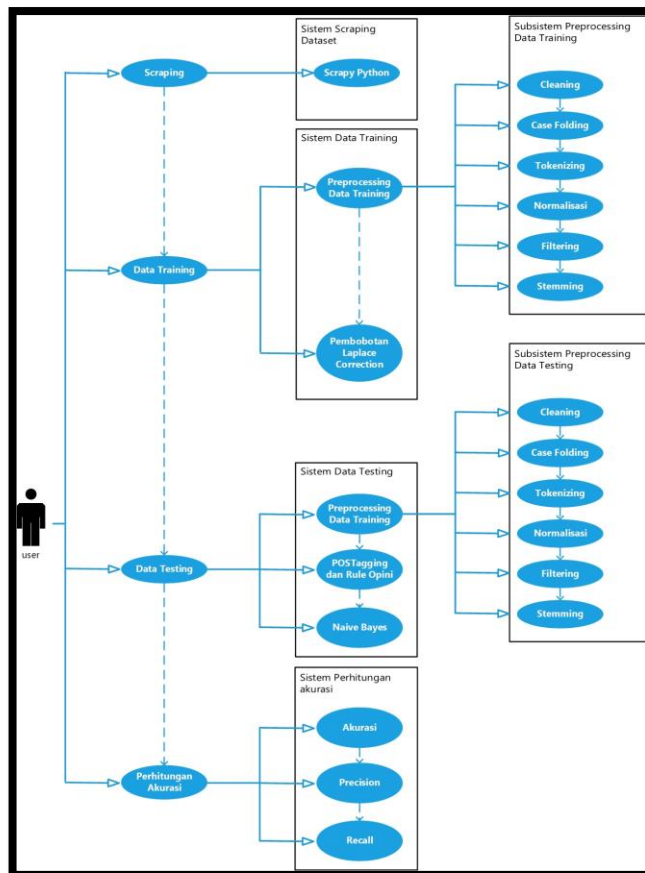 Sistem Scraping
Dataset
Scrapy Python
Subsistem Preprocessing
Data Training
Cleaning
Case Folding
Tokenizing
Normalisasi
Filtering
Stemming
Scraping
Sistem Data Training
Preprocessing
Data Training
Pembobotan
Laplace
Correction
Data Training
Subsistem Preprocessing
Data Testing
Cleaning
Case Folding
Tokenizing
Normalisasi
Filtering
Stemming
Sistem Data Testing
Preprocessing
Data Training
POSTagging
dan Rule Opini
Naive Bayes
user
Data Testing
Sistem Perhitungan
akurasi
Akurasi
Precision
Recall
Perhitungan
Akurasi